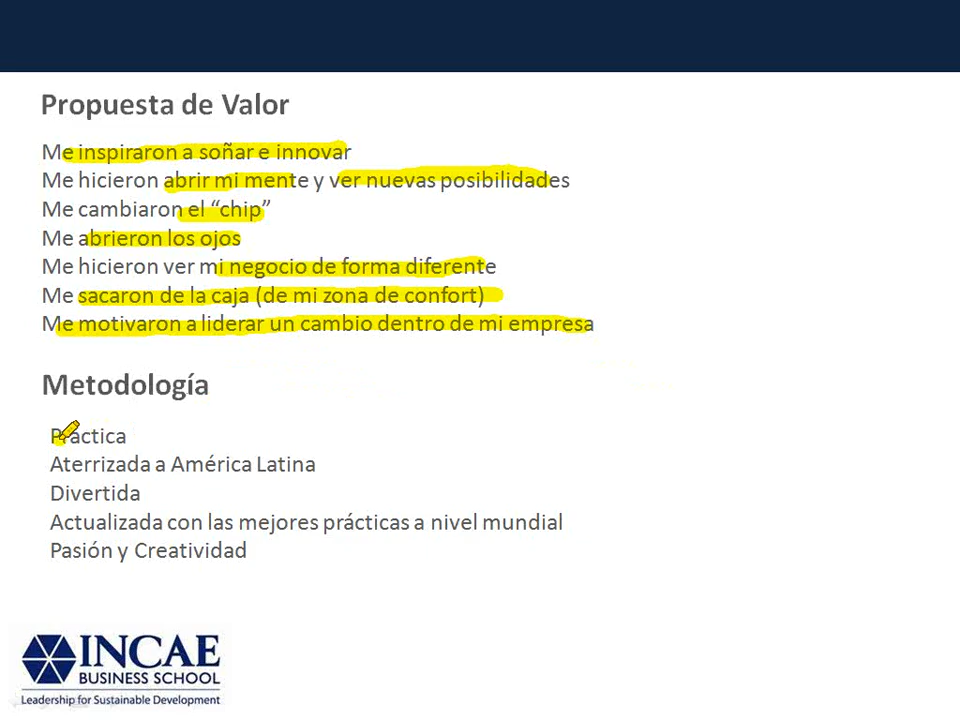 Propuesta de Valor
Me inspiraron a soñar e innovar
Me hicieron abrir mi mente y ver nuevas posibilidades
Me cambiaron el “chip”
Me abrieron los ojos
Me hicieron ver mi negocio de forma diferente
Me sacaron de la caja (de mi zona de confort)
Me motivaron a liderar un cambio dentro de mi empresa
Metodología
Práctica
Aterrizada a América Latina
Divertida
Actualizada con las mejores prácticas a nivel mundial
Pasión y Creatividad
INCAE
BUSINESS SCHOOL
Leadership for Sustainable Development